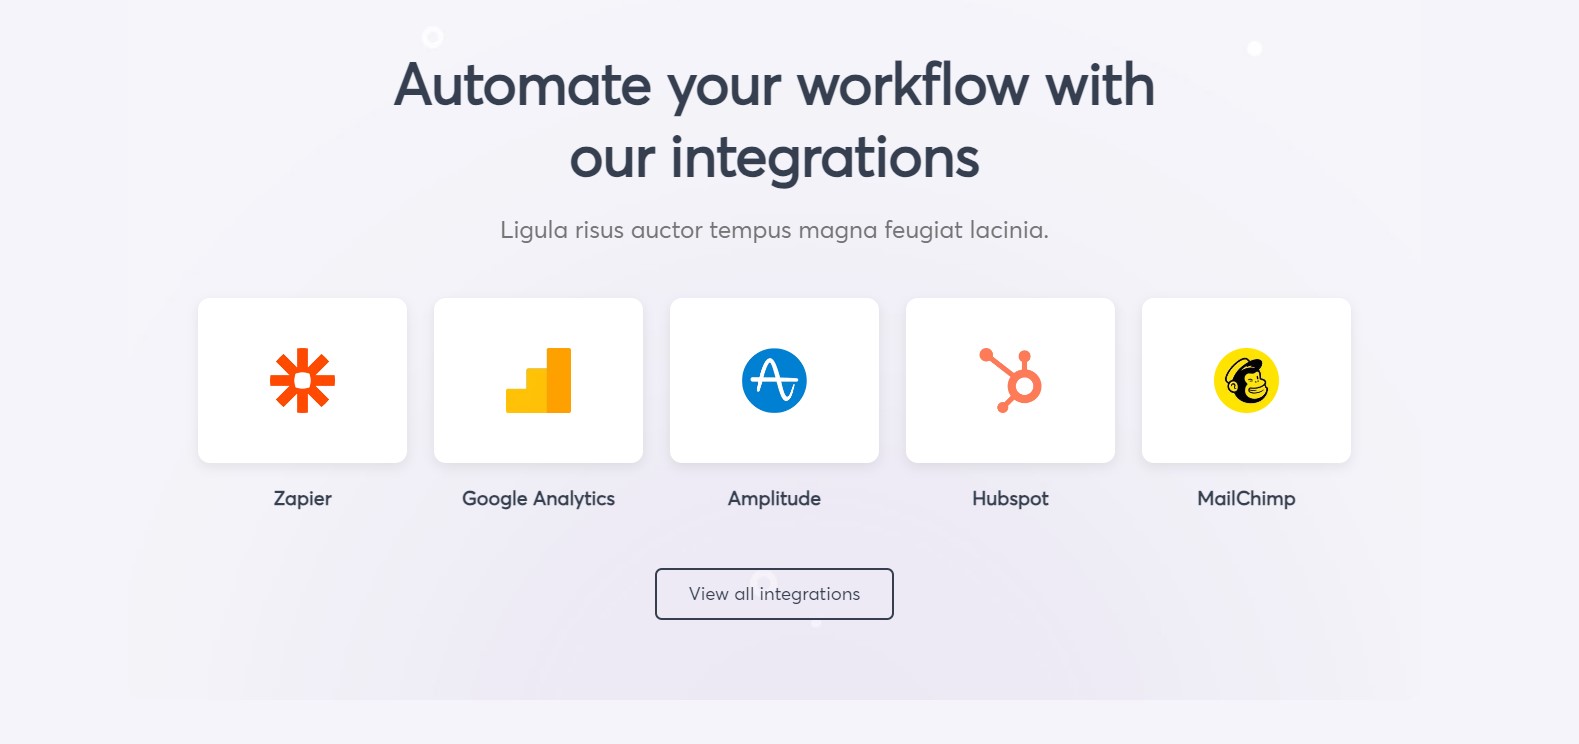 Automate your workflow with
our integrations
Ligula risus auctor tempus magna feugiat lacinia.
Zapier
Google Analytics
Amplitude
Hubspot
MailChimp
View all integrations